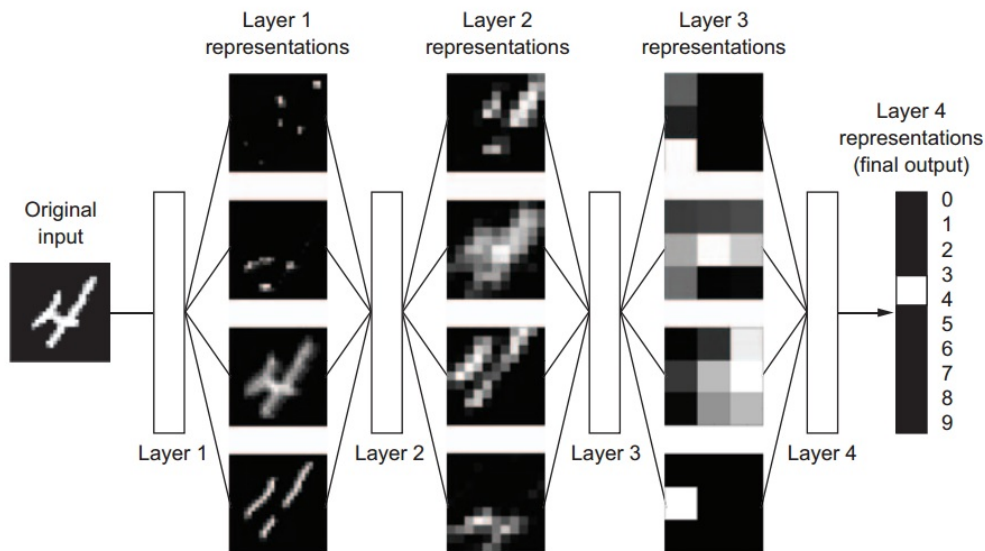 Layer 1
representations
Layer 2
representations
Layer 3
representations
Layer 4
representations
(final output)
Original
input
0
1
2
3
4
5
6
7
8
9
Layer 1
Layer 2
Layer 3
Layer 4